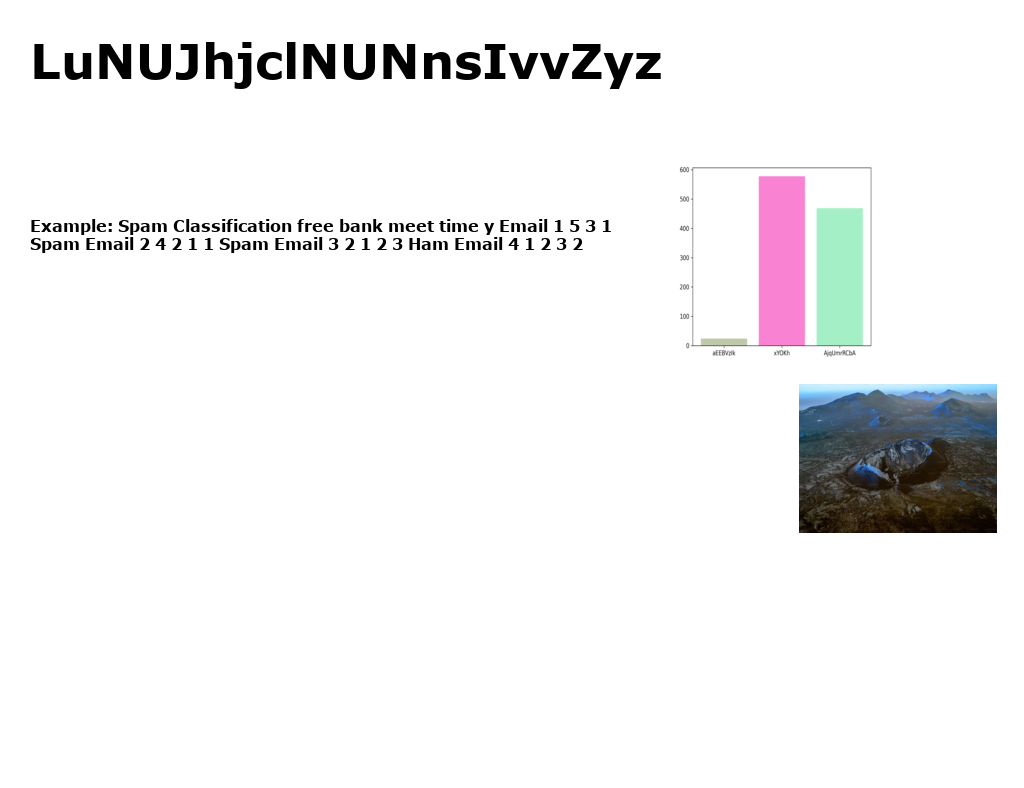 LuNUJhjclNUNnsIvvZyz
Example: Spam Classification free bank meet time y Email 1 5 3 1
Spam Email 2 4 2 1 1 Spam Email 3 2 1 2 3 Ham Email 4 1 2 3 2
600
500
400
300
200
100
0
aEEBVzlk xYOKh AjqUmrRCbA